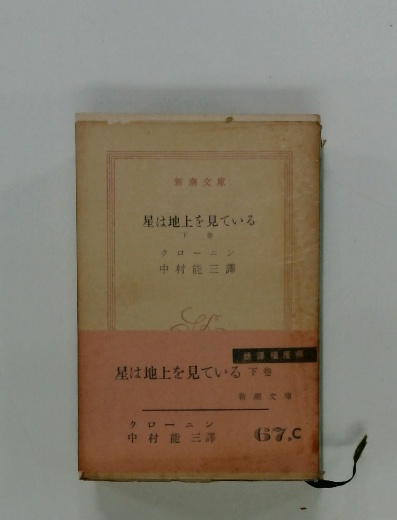 新潮文庫
星は地上を見ている
下巻
クローニン
中村能三譯
星は地上を見ている 下巻
新潮文庫
クローニン
中村能三譯
67.C